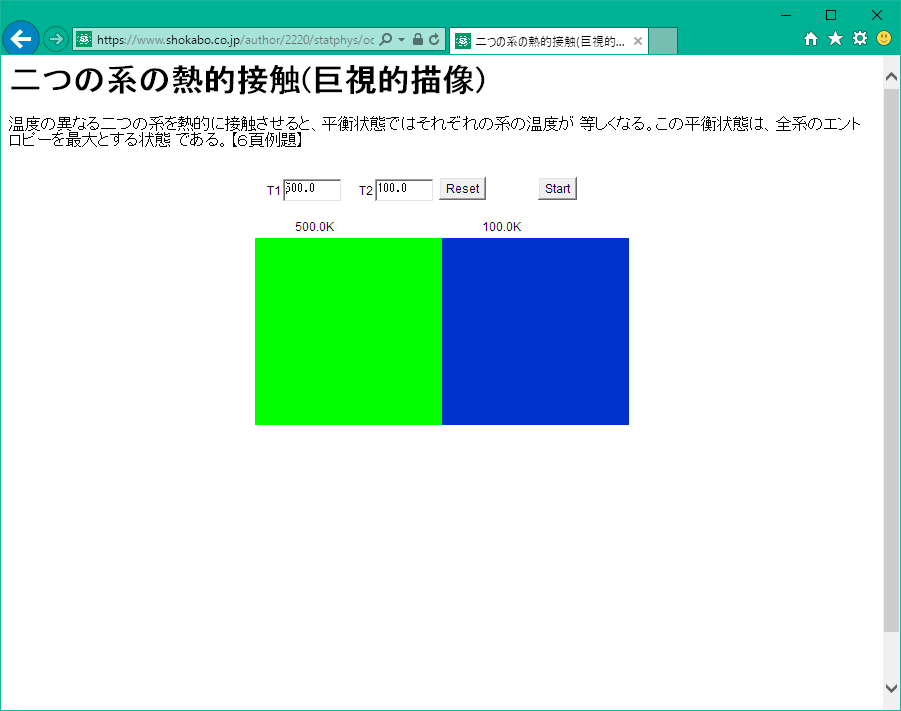 https://www.shokabo.co.jp/author/2220/statphys/oc
二つの系の熱的接触(巨視的...
二つの系の熱的接触(巨視的描像)
温度の異なる二つの系を熱的に接触させると、平衡状態ではそれぞれの系の温度が 等しくなる。この平衡状態は、全系のエント
ロピーを最大とする状態 である。【６頁例題】
T1 500.0 T2 100.0 Reset Start
500.0K 100.0K